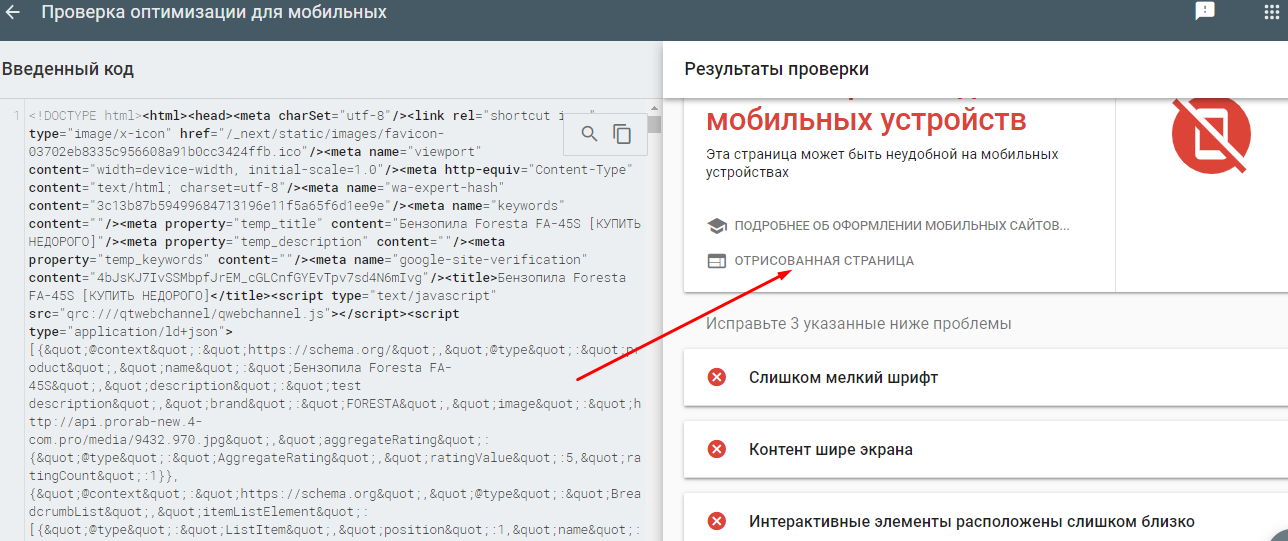 Проверка оптимизации для мобильных
Введенный код
1 <!DOCTYPE html><html><head><meta charSet="utf-8"/><link rel="shortcut i
type="image/x-icon" href="/_next/static/images/favicon-
03702eb8335c956608a91b0cc3424ffb.ico"/><meta name="viewport"
content="width=device-width, initial-scale=1.0"/><meta http-equiv="Content-Type"
content="text/html; charset=utf-8"/><meta name="wa-expert-hash"
content="3c13b87b59499684713196e11f5a65f6d1ee9e"/><meta name="keywords"
content=""/><meta property="temp_title" content="Бензопила Foresta FA-45S [КУПИТЬ
НЕДОРОГО]"/><meta property="temp_description" content=""/><meta
property="temp_keywords" content=""/><meta name="google-site-verification"
content="4bJsKJ7IvSSMbpfJrEM_cGLCnfGYEvTpv7sd4N6mIvg"/><title>Бензопила Foresta
FA-45S [КУПИТЬ НЕДОРОГО]</title><script type="text/javascript"
src="qrc:///qtwebchannel/qwebchannel.js"></script><script
type="application/ld+json">
[{&quot;@context&quot;:&quot;https://schema.org/&quot;,&quot;@type&quot;:&quot;pr
oduct&quot;,&quot;name&quot;:&quot;Бензопила Foresta FA-
45S&quot;,&quot;description&quot;:&quot;test
description&quot;,&quot;brand&quot;:&quot;FORESTA&quot;,&quot;image&quot;:&quot;h
ttp://api.prorab-new.4-
com.pro/media/9432.970.jpg&quot;,&quot;aggregateRating&quot;:
{&quot;@type&quot;:&quot;AggregateRating&quot;,&quot;ratingValue&quot;:5,&quot;ra
tingCount&quot;:1}},
{&quot;@context&quot;:&quot;https://schema.org&quot;,&quot;@type&quot;:&quot;Brea
dcrumbList&quot;,&quot;itemListElement&quot;:
[{&quot;@type&quot;:&quot;ListItem&quot;,&quot;position&quot;:1,&quot;name&quot;:
Результаты проверки
мобильных устройств
Эта страница может быть неудобной на мобильных
устройствах
ПОДРОБНЕЕ ОБ ОФОРМЛЕНИИ МОБИЛЬНЫХ САЙТОВ...
ОТРИСОВАННАЯ СТРАНИЦА
Исправьте 3 указанные ниже проблемы
Слишком мелкий шрифт
Контент шире экрана
Интерактивные элементы расположены слишком близко